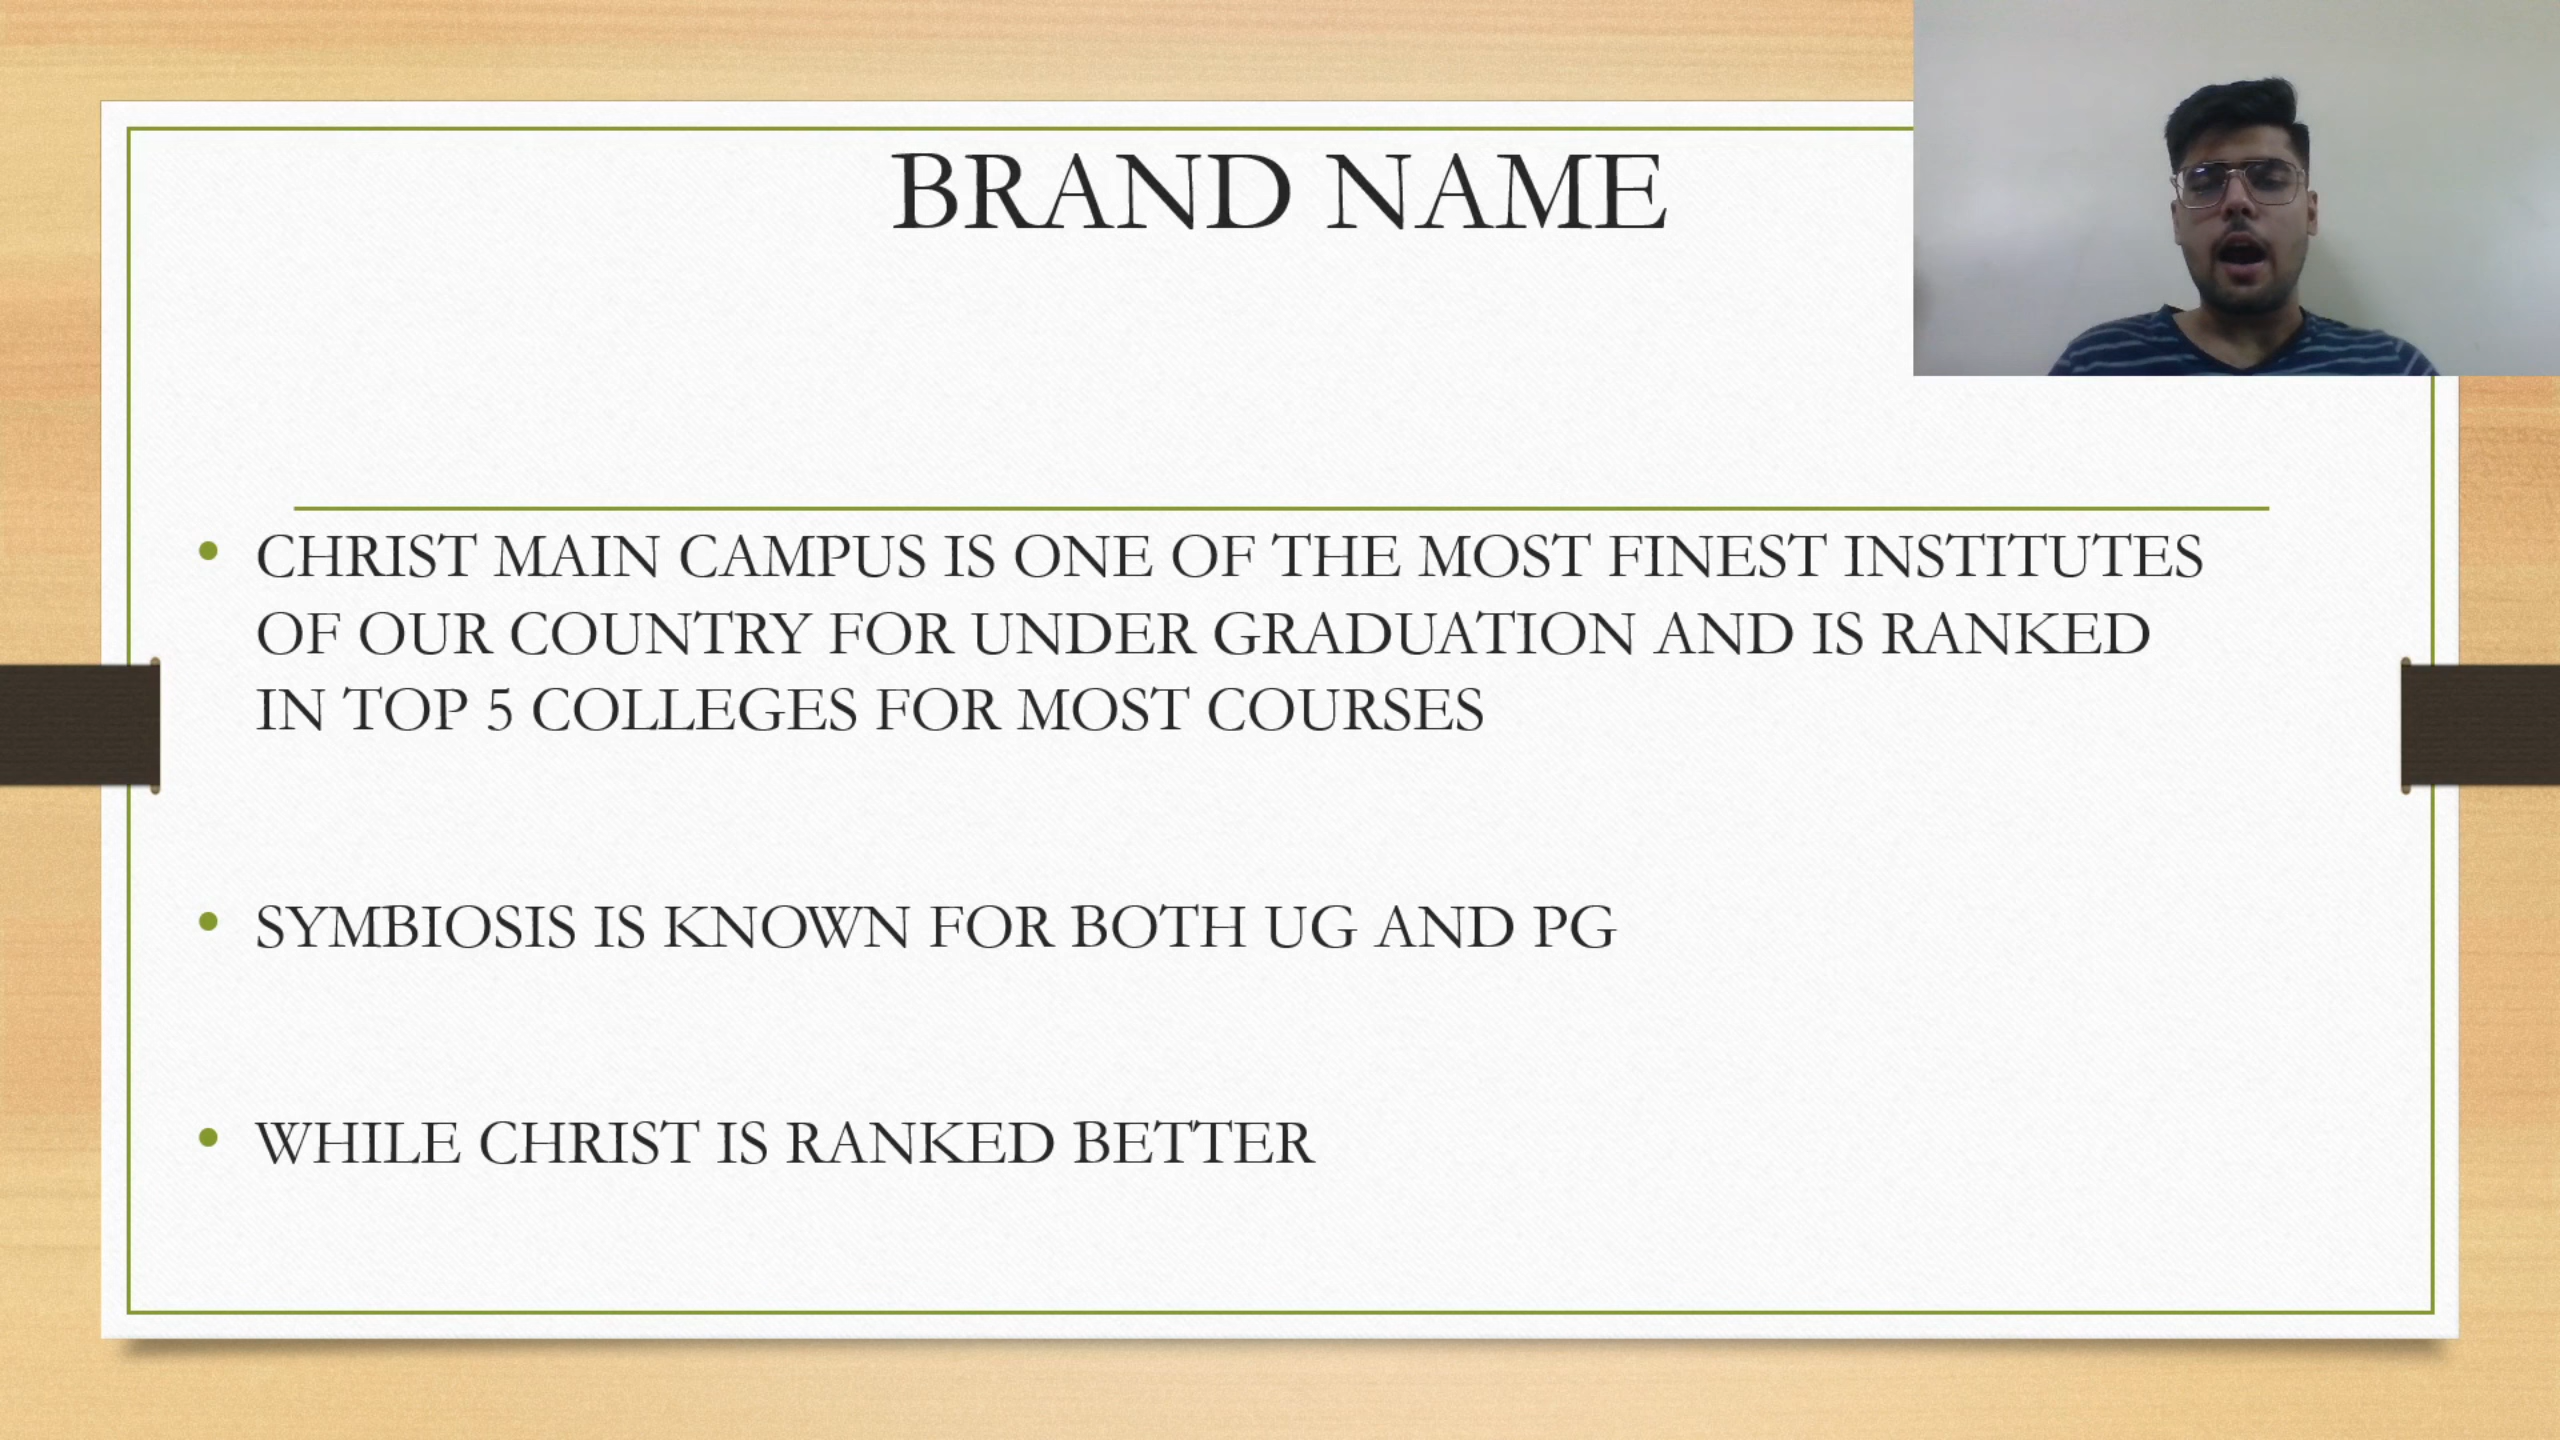 BRAND NAME
• CHRIST MAIN CAMPUS IS ONE OF THE MOST FINEST INSTITUTES
OF OUR COUNTRY FOR UNDER GRADUATION AND IS RANKED
IN TOP 5 COLLEGES FOR MOST COURSES
• SYMBIOSIS IS KNOWN FOR BOTH UG AND PG
• WHILE CHRIST IS RANKED BETTER